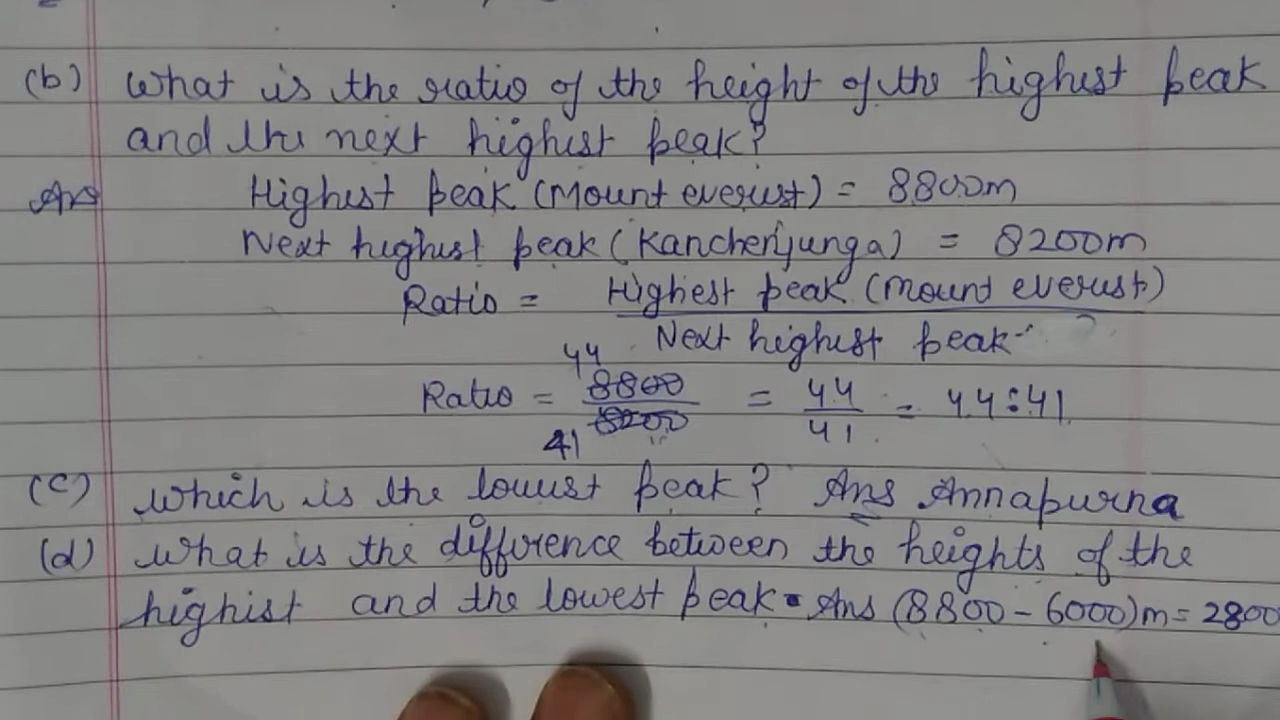 (b) What is the ratio of the height of the highest peak
and the next highest peak?
Ans Highest peak (Mount everest) = 8800m
Next highest peak (Kanchenjunga) = 8200m
Ratio = Highest peak (Mount everest)
Next highest peak
44
Ratio = 8800 = 44 = 44:41
8200 41
41
(c) Which is the lowest peak? Ans Annapurna
(d) What is the difference between the heights of the
highist and the lowest peak. Ans (8800 - 6000)m = 2800